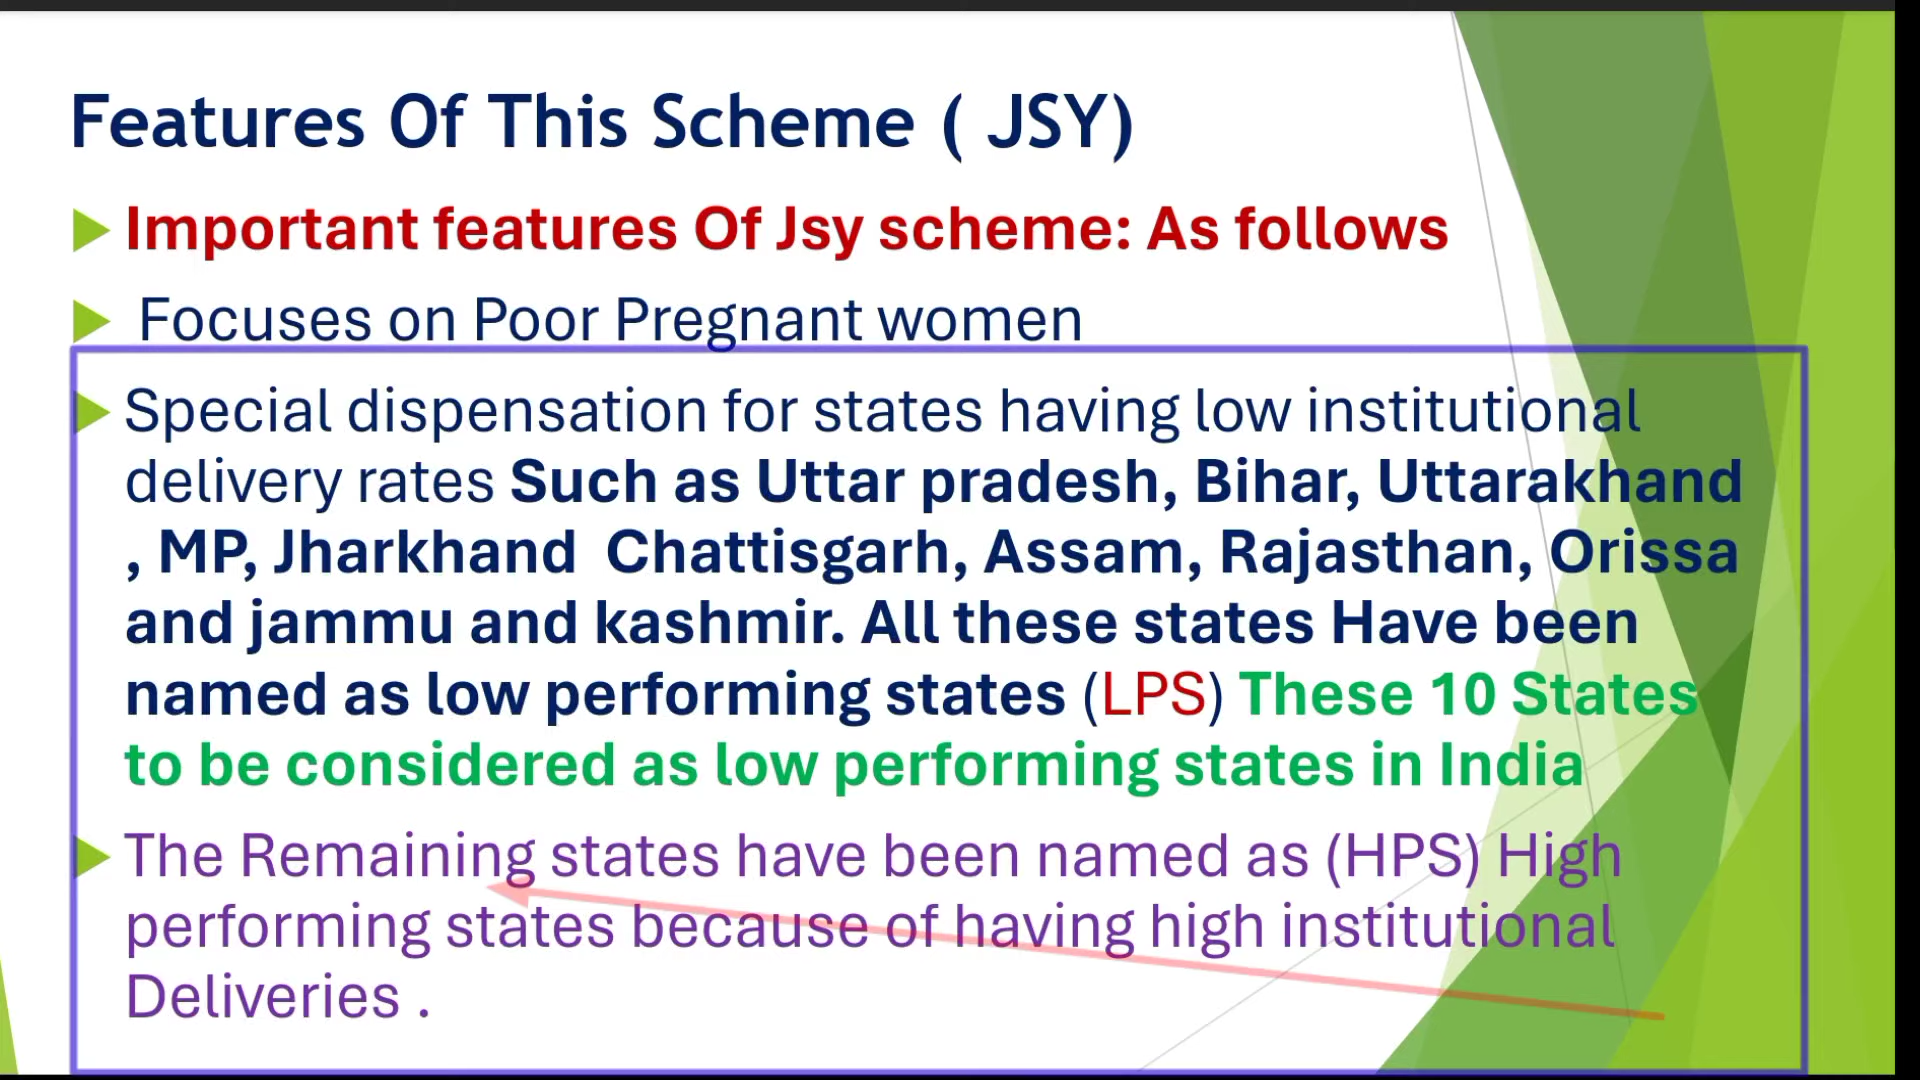 Features Of This Scheme ( JSY)
Important features Of Jsy scheme: As follows
Focuses on Poor Pregnant women
Special dispensation for states having low institutional
delivery rates Such as Uttar pradesh, Bihar, Uttarakhand
, MP, Jharkhand  Chattisgarh, Assam, Rajasthan, Orissa
and jammu and kashmir. All these states Have been
named as low performing states (LPS) These 10 States
to be considered as low performing states in India
The Remaining states have been named as (HPS) High
performing states because of having high institutional
Deliveries .